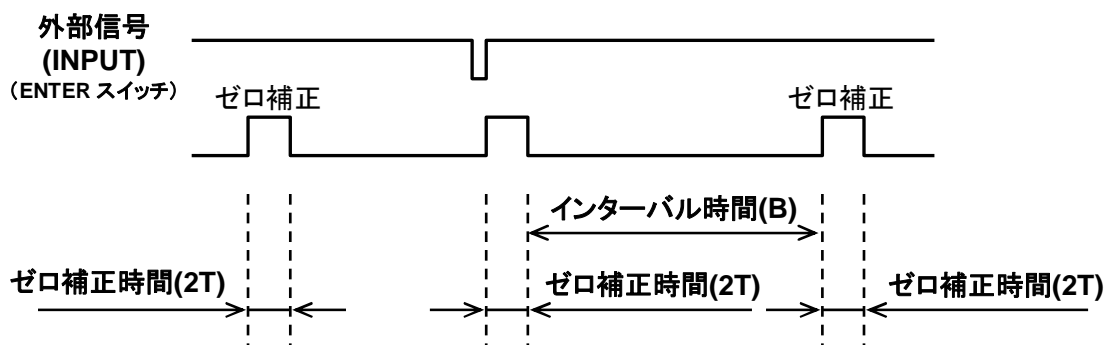 外部信号
(INPUT)
（ENTER スイッチ）
ゼロ補正
ゼロ補正
インターバル時間(B)
ゼロ補正時間(2T)
ゼロ補正時間(2T)
ゼロ補正時間(2T)